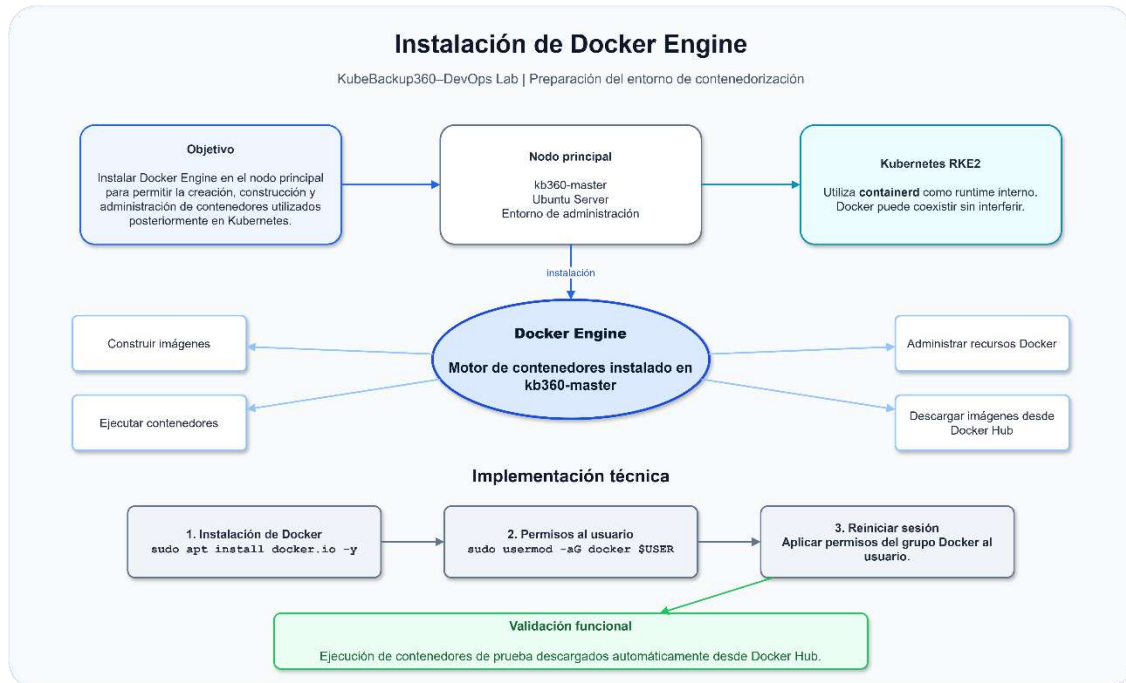 Instalación de Docker Engine
KubeBackup360–DevOps Lab | Preparación del entorno de contenedorización
Objetivo
Instalar Docker Engine en el nodo principal
para permitir la creación, construcción y
administración de contenedores utilizados
posteriormente en Kubernetes.
Nodo principal
kb360-master
Ubuntu Server
Entorno de administración
Kubernetes RKE2
Utiliza containerd como runtime interno.
Docker puede coexistir sin interferir.
instalación
Docker Engine
Motor de contenedores instalado en
kb360-master
Construir imágenes
Ejecutar contenedores
Administrar recursos Docker
Descargar imágenes desde
Docker Hub
Implementación técnica
1. Instalación de Docker
sudo apt install docker.io -y
2. Permisos al usuario
sudo usermod -aG docker $USER
3. Reiniciar sesión
Aplicar permisos del grupo Docker al
usuario.
Validación funcional
Ejecución de contenedores de prueba descargados automáticamente desde Docker Hub.